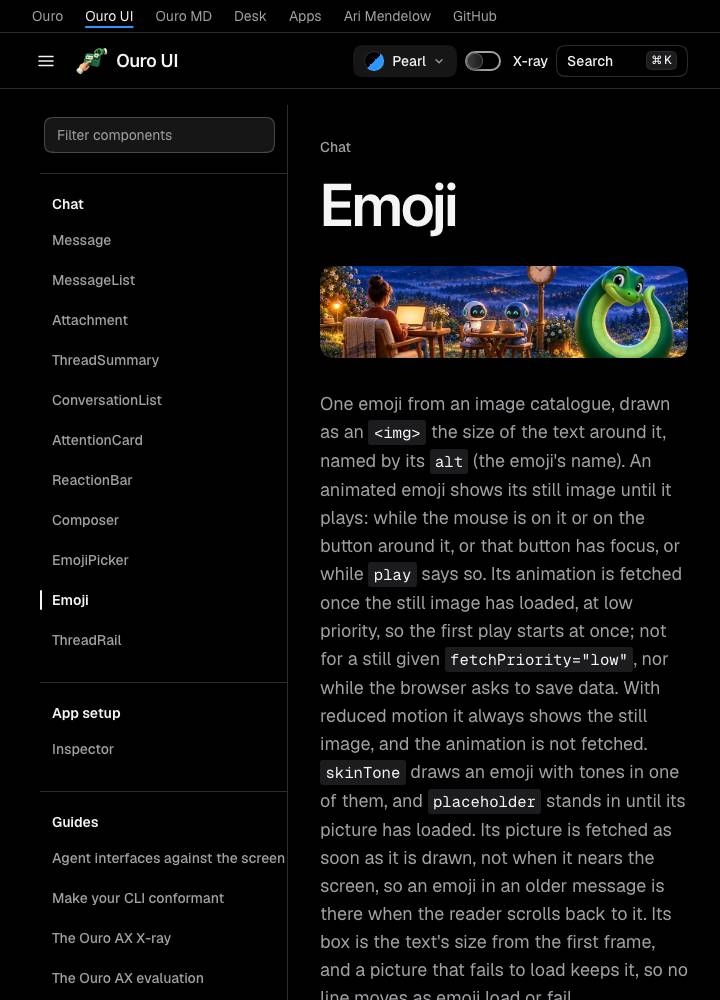 Ouro
Ouro UI
Ouro MD
Desk
Apps
Ari Mendelow
GitHub
Ouro UI
Pearl
X-ray
Search
⌘ K
Filter components
Chat
Message
MessageList
Attachment
ThreadSummary
ConversationList
AttentionCard
ReactionBar
Composer
EmojiPicker
Emoji
ThreadRail
App setup
Inspector
Guides
Agent interfaces against the screen
Make your CLI conformant
The Ouro AX X-ray
The Ouro AX evaluation
Chat
Emoji
One emoji from an image catalogue, drawn
as an <img> the size of the text around it,
named by its alt (the emoji's name). An
animated emoji shows its still image until it
plays: while the mouse is on it or on the
button around it, or that button has focus, or
while play says so. Its animation is fetched
once the still image has loaded, at low
priority, so the first play starts at once; not
for a still given fetchPriority="low", nor
while the browser asks to save data. With
reduced motion it always shows the still
image, and the animation is not fetched.
skinTone draws an emoji with tones in one
of them, and placeholder stands in until its
picture has loaded. Its picture is fetched as
soon as it is drawn, not when it nears the
screen, so an emoji in an older message is
there when the reader scrolls back to it. Its
box is the text's size from the first frame,
and a picture that fails to load keeps it, so no
line moves as emoji load or fail.